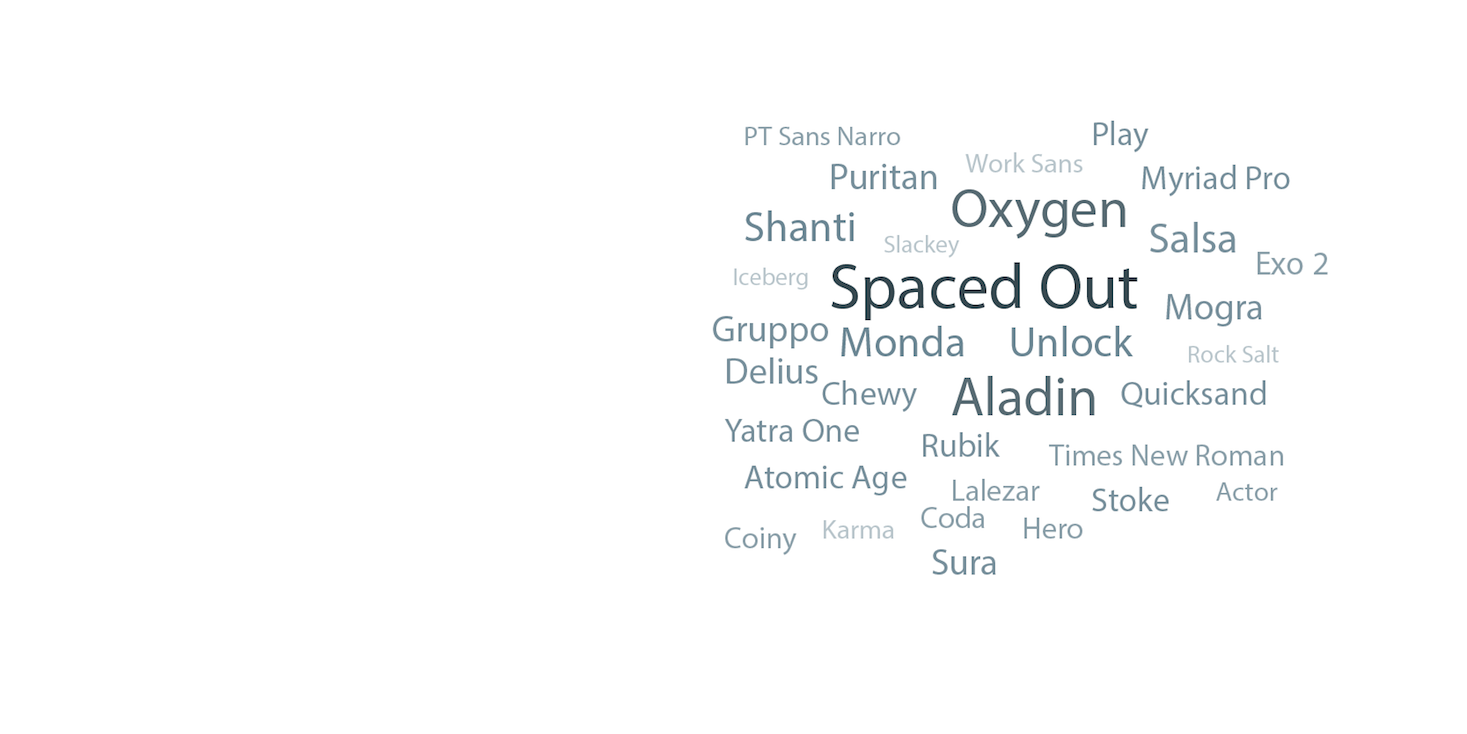 PT Sans Narro
Play
Work Sans
Puritan
Myriad Pro
Oxygen
Shanti
Salsa
Slackey
Exo 2
Iceberg
Spaced Out
Mogra
Gruppo
Monda
Unlock
Rock Salt
Delius
Chewy
Aladin
Quicksand
Yatra One
Rubik
Times New Roman
Atomic Age
Lalezar
Stoke
Actor
Coda
Coiny
Karma
Hero
Sura